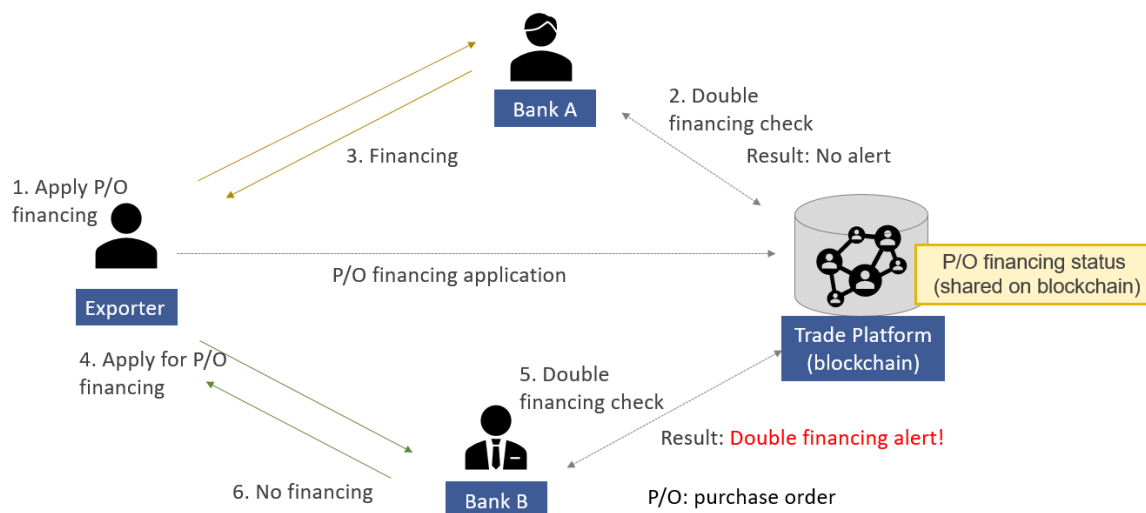 Bank A
2. Double
financing check
Result: No alert
3. Financing
1. Apply P/O
financing
P/O financing application
P/O financing status
(shared on blockchain)
Exporter
Trade Platform
(blockchain)
4. Apply for P/O
financing
5. Double
financing check
Result: Double financing alert!
6. No financing
Bank B
P/O: purchase order